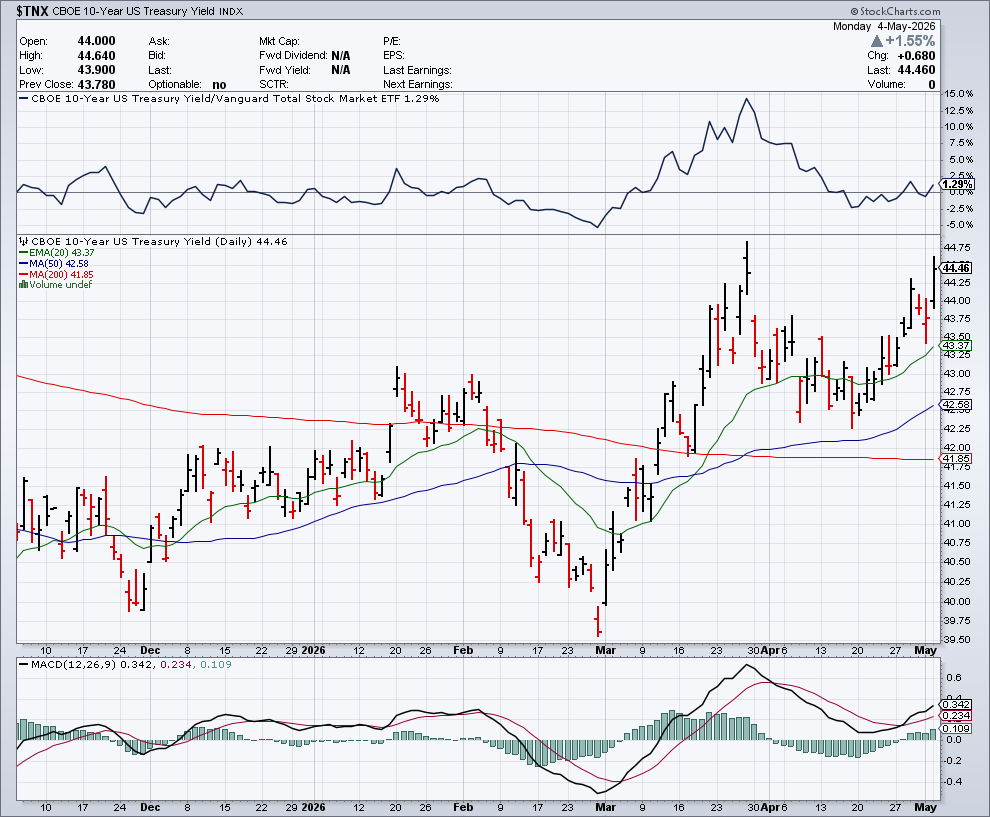 $TNX CBOE 10-Year US Treasury Yield INDX
© StockCharts.com
Monday 4-May-2026
Open: 44.000 Ask: Mkt Cap: P/E: ▲ +1.55%
High: 44.640 Bid: Fwd Dividend: N/A EPS: Chg: +0.680
Low: 43.900 Last: Fwd Yield: N/A Last Earnings: Last: 44.460
Prev Close: 43.780 Optionable: no SCTR: Next Earnings: Volume: 0
CBOE 10-Year US Treasury Yield/Vanguard Total Stock Market ETF 1.29%
15.0%
12.5%
10.0%
7.5%
5.0%
2.5%
1.29%
0.0%
-2.5%
-5.0%
CBOE 10-Year US Treasury Yield (Daily) 44.46
EMA(20) 43.37
MA(50) 42.58
MA(200) 41.85
Volume undef
44.75
44.46
44.25
44.00
43.75
43.50
43.37
43.25
43.00
42.75
42.58
42.25
42.00
41.85
41.75
41.50
41.25
41.00
40.75
40.50
40.25
40.00
39.75
39.50
10 17 24 Dec 8 15 22 29 2026 12 20 26 Feb 9 17 23 Mar 9 16 23 30 Apr 6 13 20 27 May
MACD(12,26,9) 0.342, 0.234, 0.109
0.6
0.4
0.342
0.234
0.109
0.0
-0.2
-0.4
10 17 24 Dec 8 15 22 29 2026 12 20 26 Feb 9 17 23 Mar 9 16 23 30 Apr 6 13 20 27 May